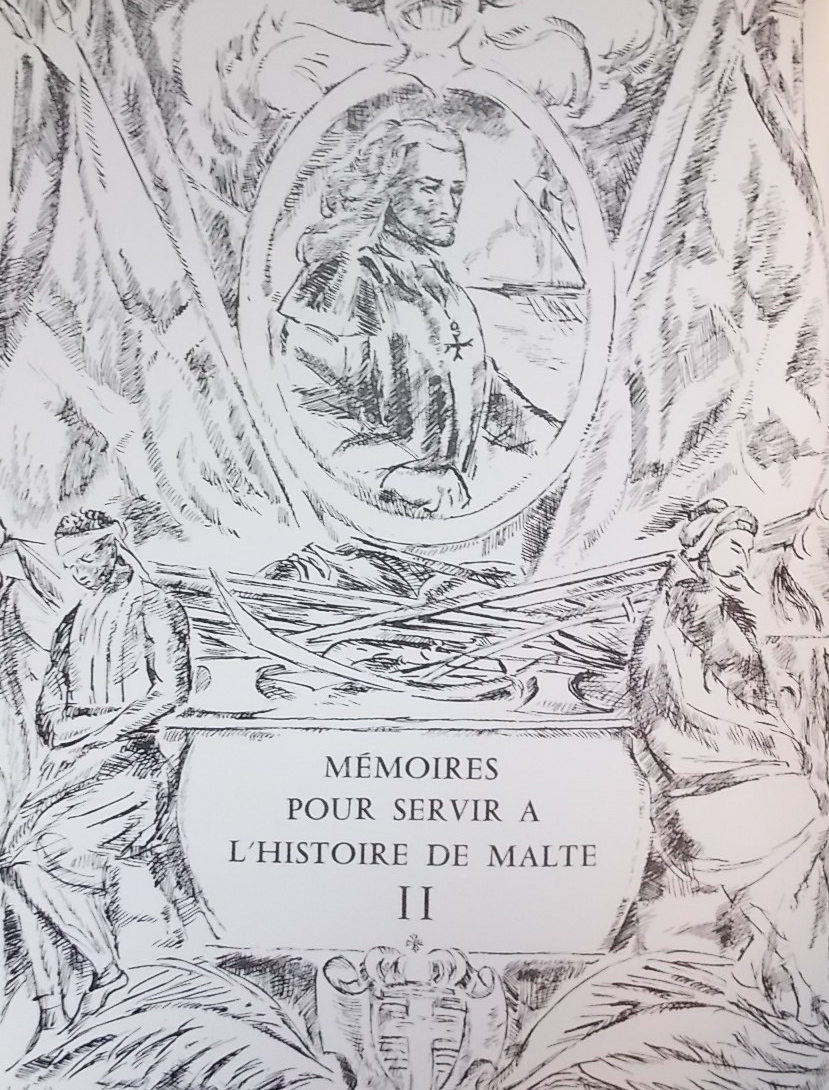 MÉMOIRES
POUR SERVIR A
L'HISTOIRE DE MALTE
II